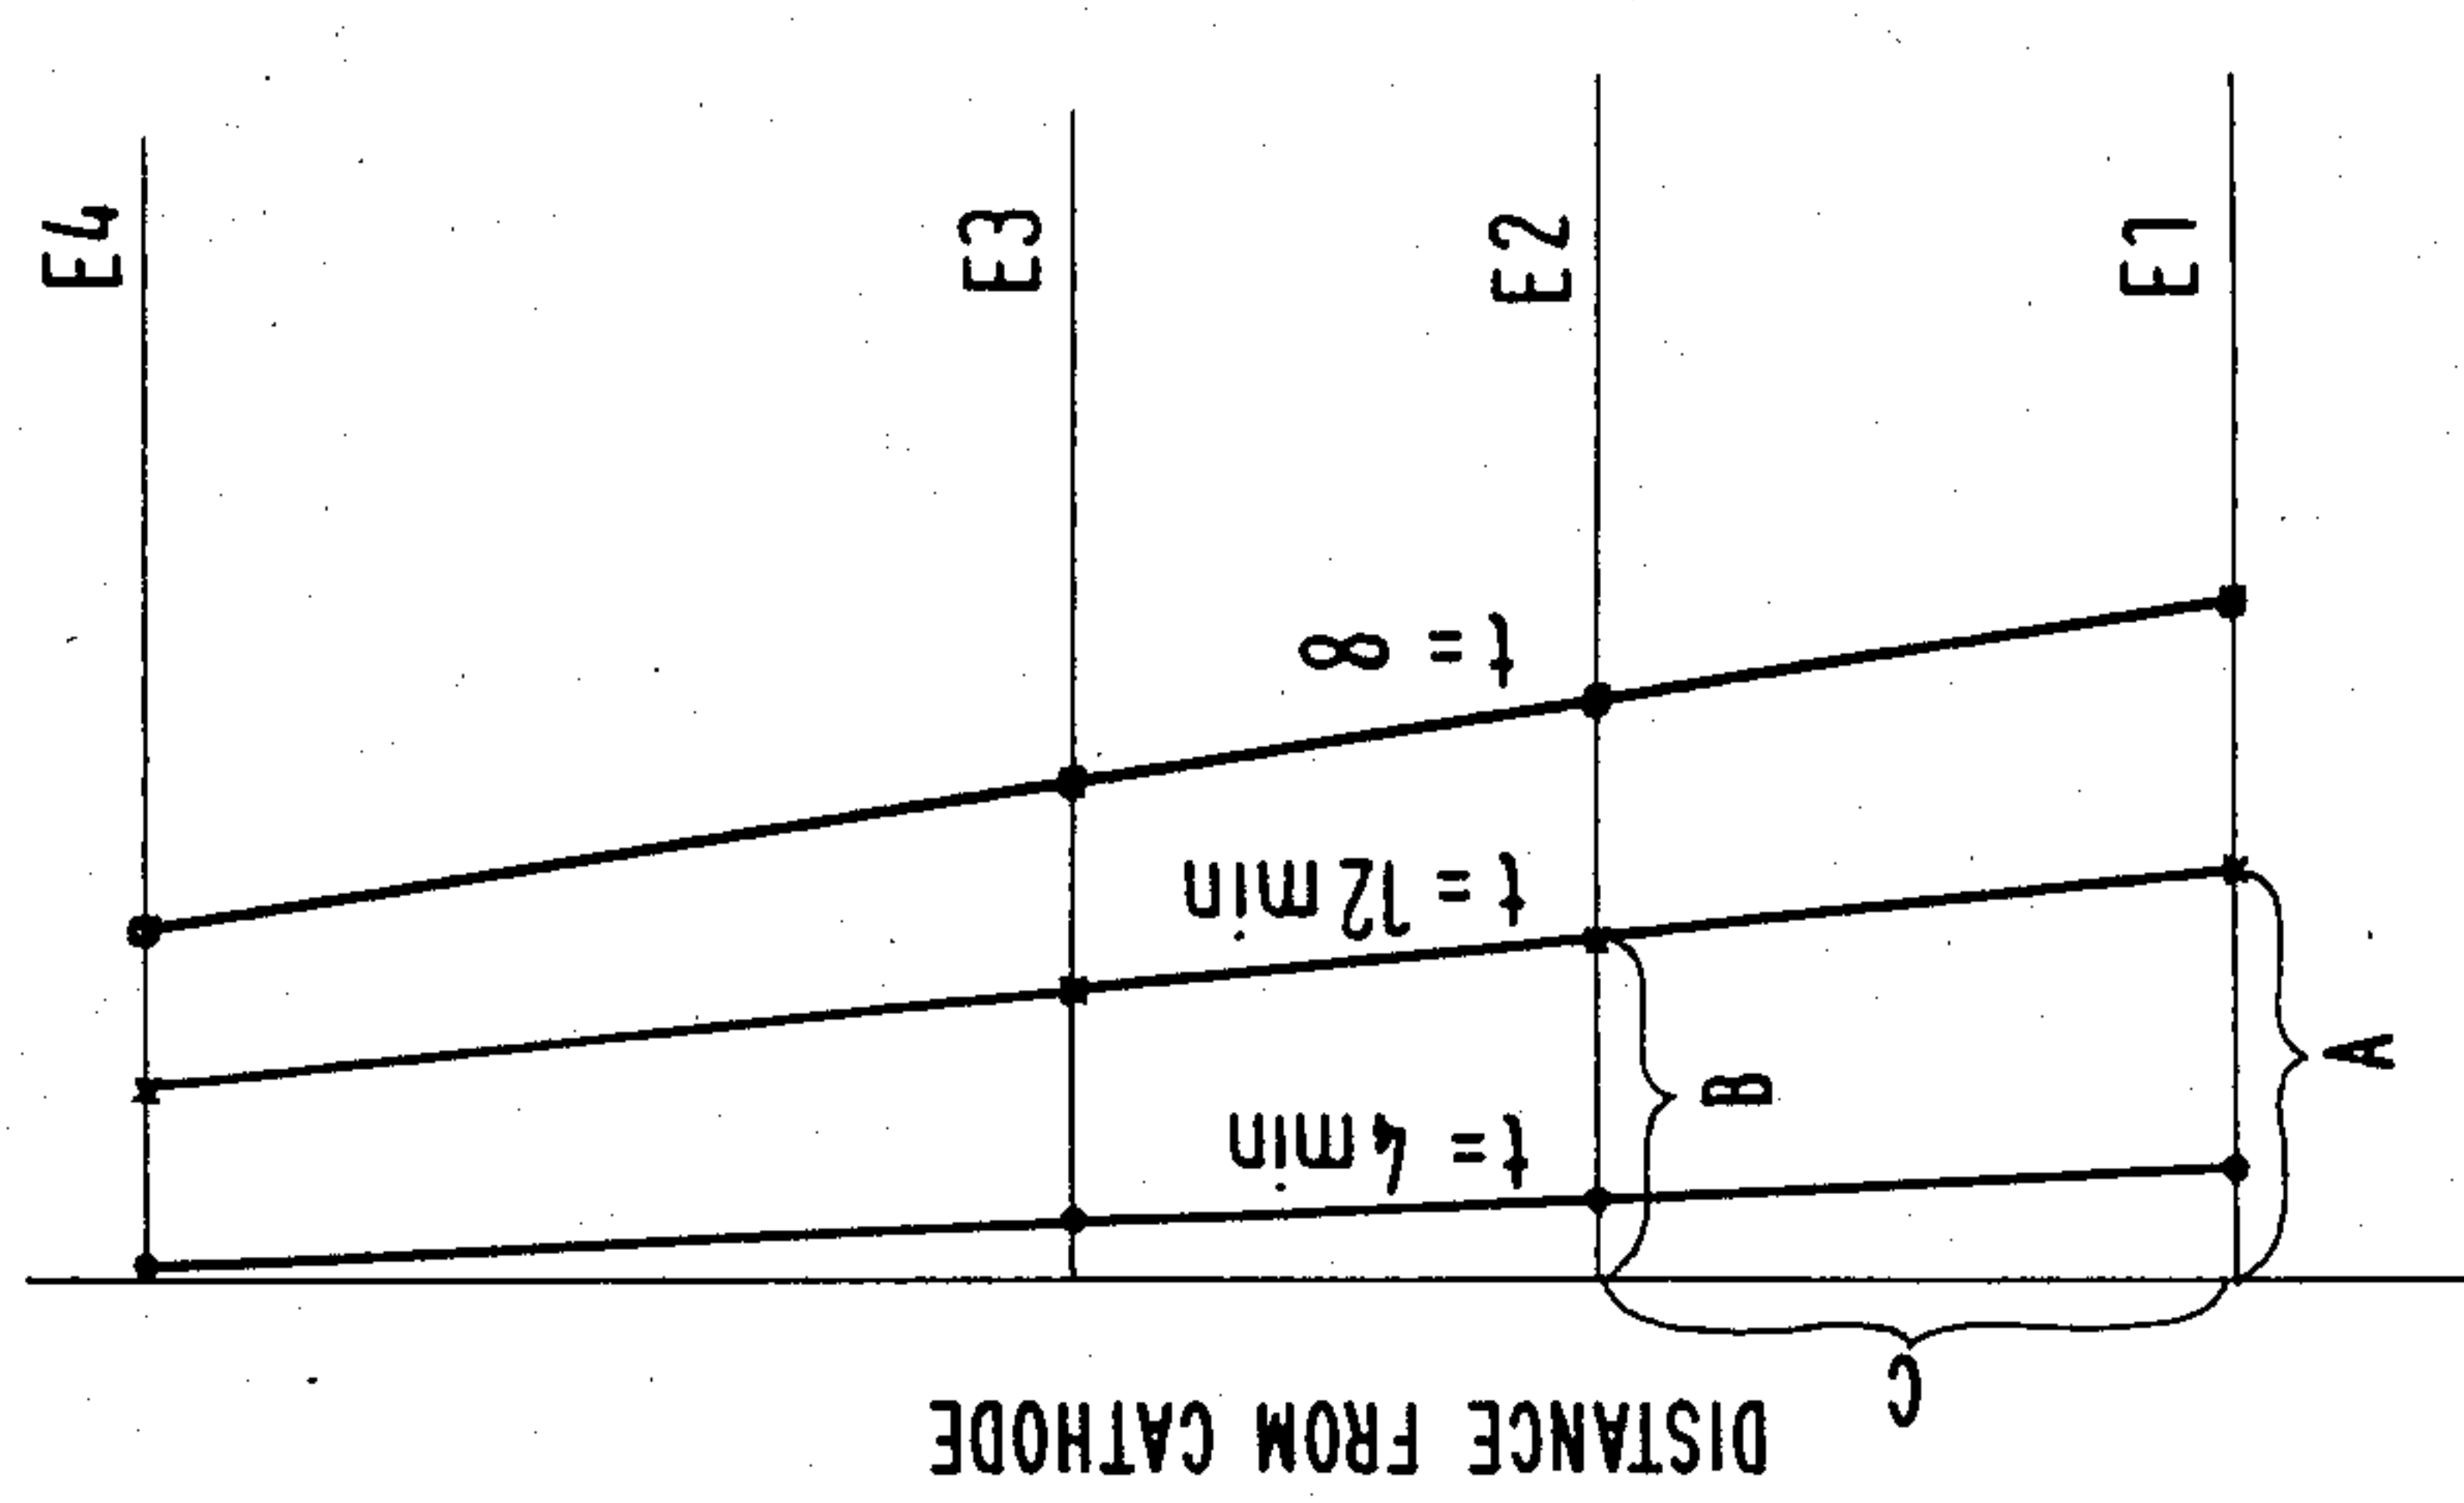 E4
E3
E2
E1
t = ∞
t = 12 min
t = 4 min
B
A
C
DISTANCE FROM CATHODE